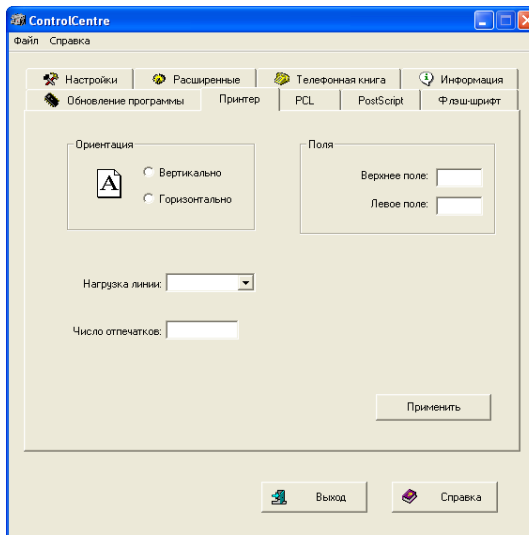 ControlCentre
Файл Справка
Настройки Расширенные Телефонная книга Информация
Обновление программы Принтер PCL PostScript Флэш-шрифт
Ориентация Поля
A Вертикально Верхнее поле:
Горизонтально Левое поле:
Нагрузка линии:
Число отпечатков:
Применить
Выход Справка